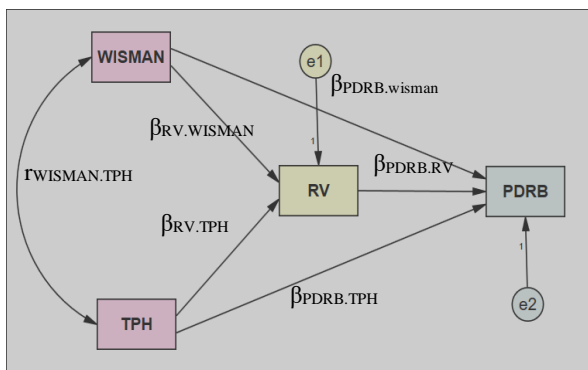 WISMAN
e1
βPDRB.wisman
βRV.WISMAN
1
βPDRB.RV
rWISMAN.TPH
RV
PDRB
βRV.TPH
1
βPDRB.TPH
TPH
e2